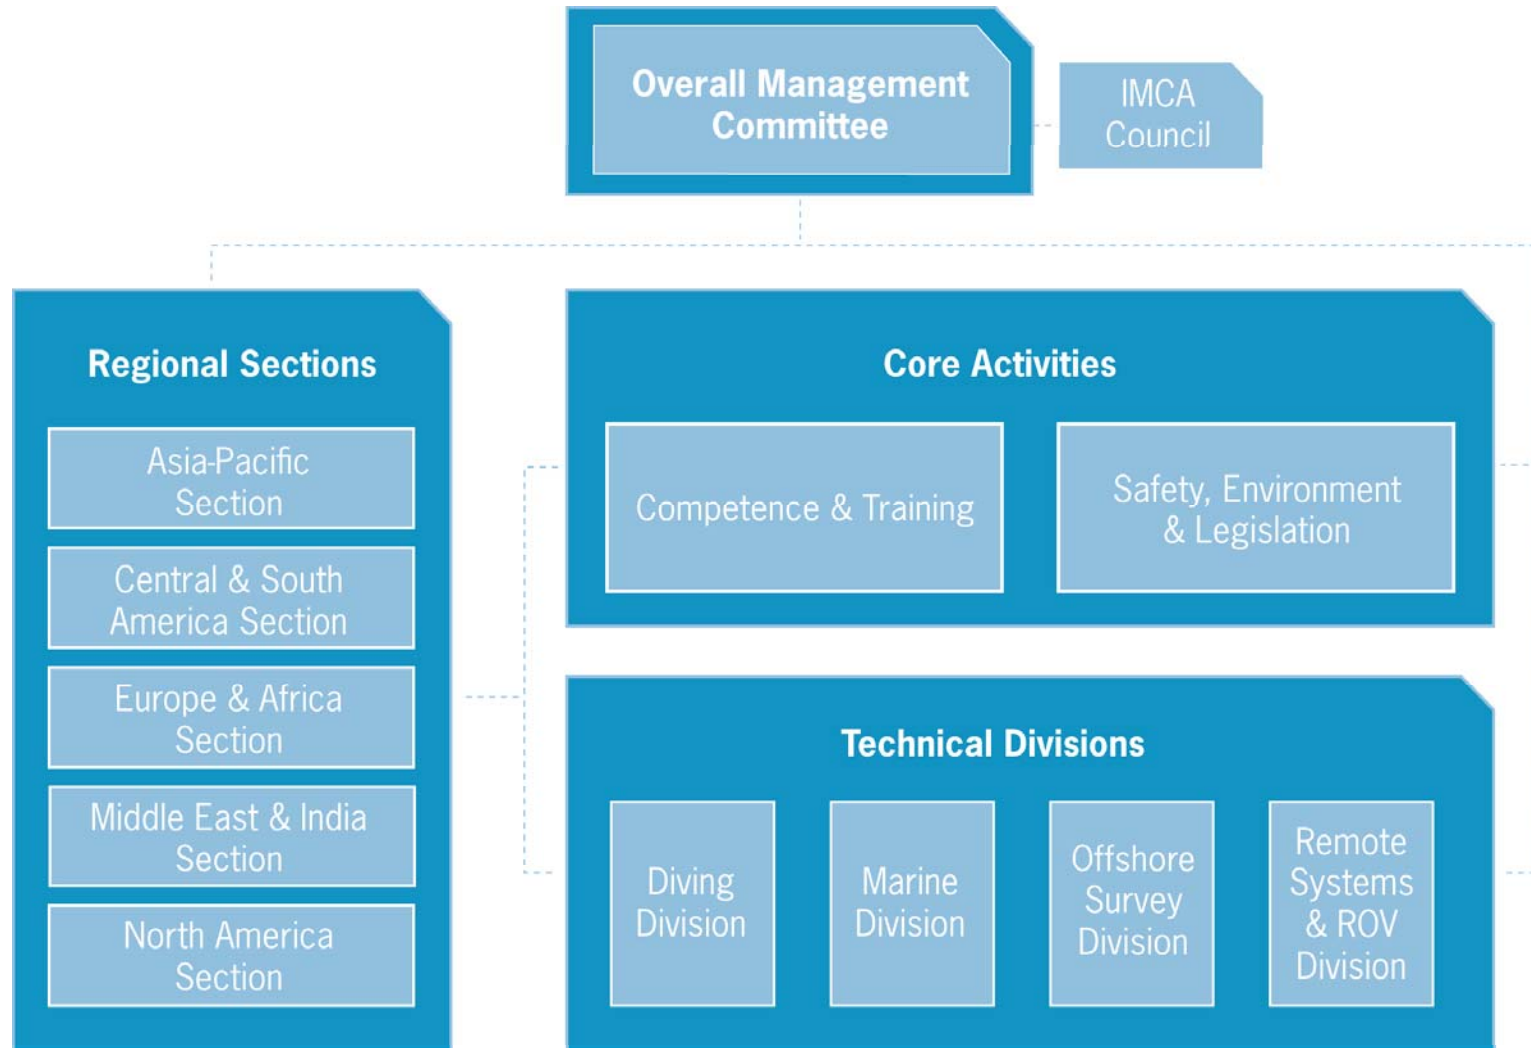 Overall Management
Committee
IMCA
Council
Regional Sections
Asia-Pacific
Section
Central & South
America Section
Europe & Africa
Section
Middle East & India
Section
North America
Section
Core Activities
Competence & Training
Safety, Environment
& Legislation
Technical Divisions
Diving
Division
Marine
Division
Offshore
Survey
Division
Remote
Systems
& ROV
Division